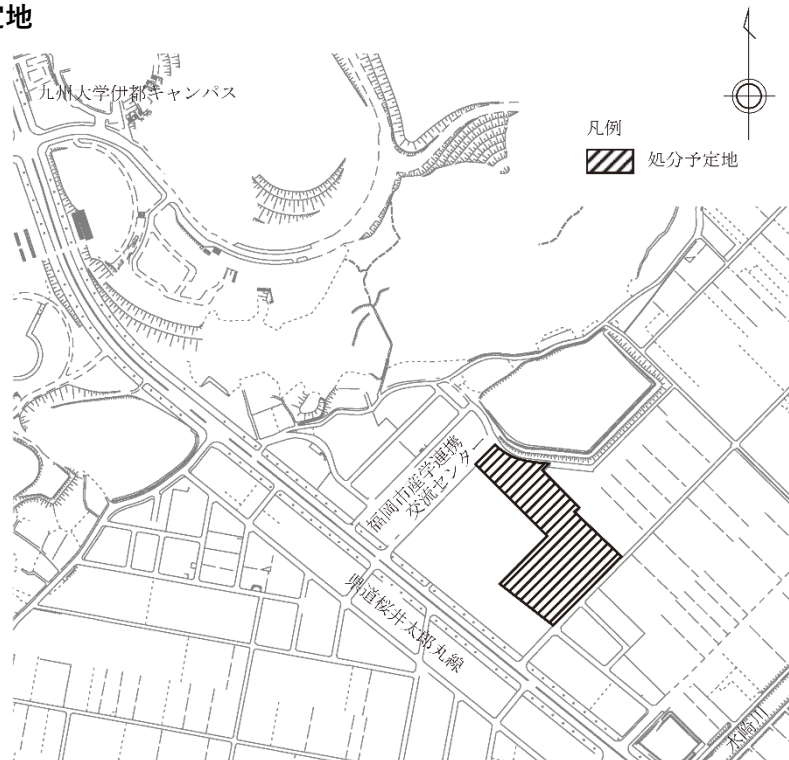 定地
九州大学伊都キャンパス
凡例
処分予定地
福岡市産学連携
交流センター
県道桜井太郎丸線
水崎川